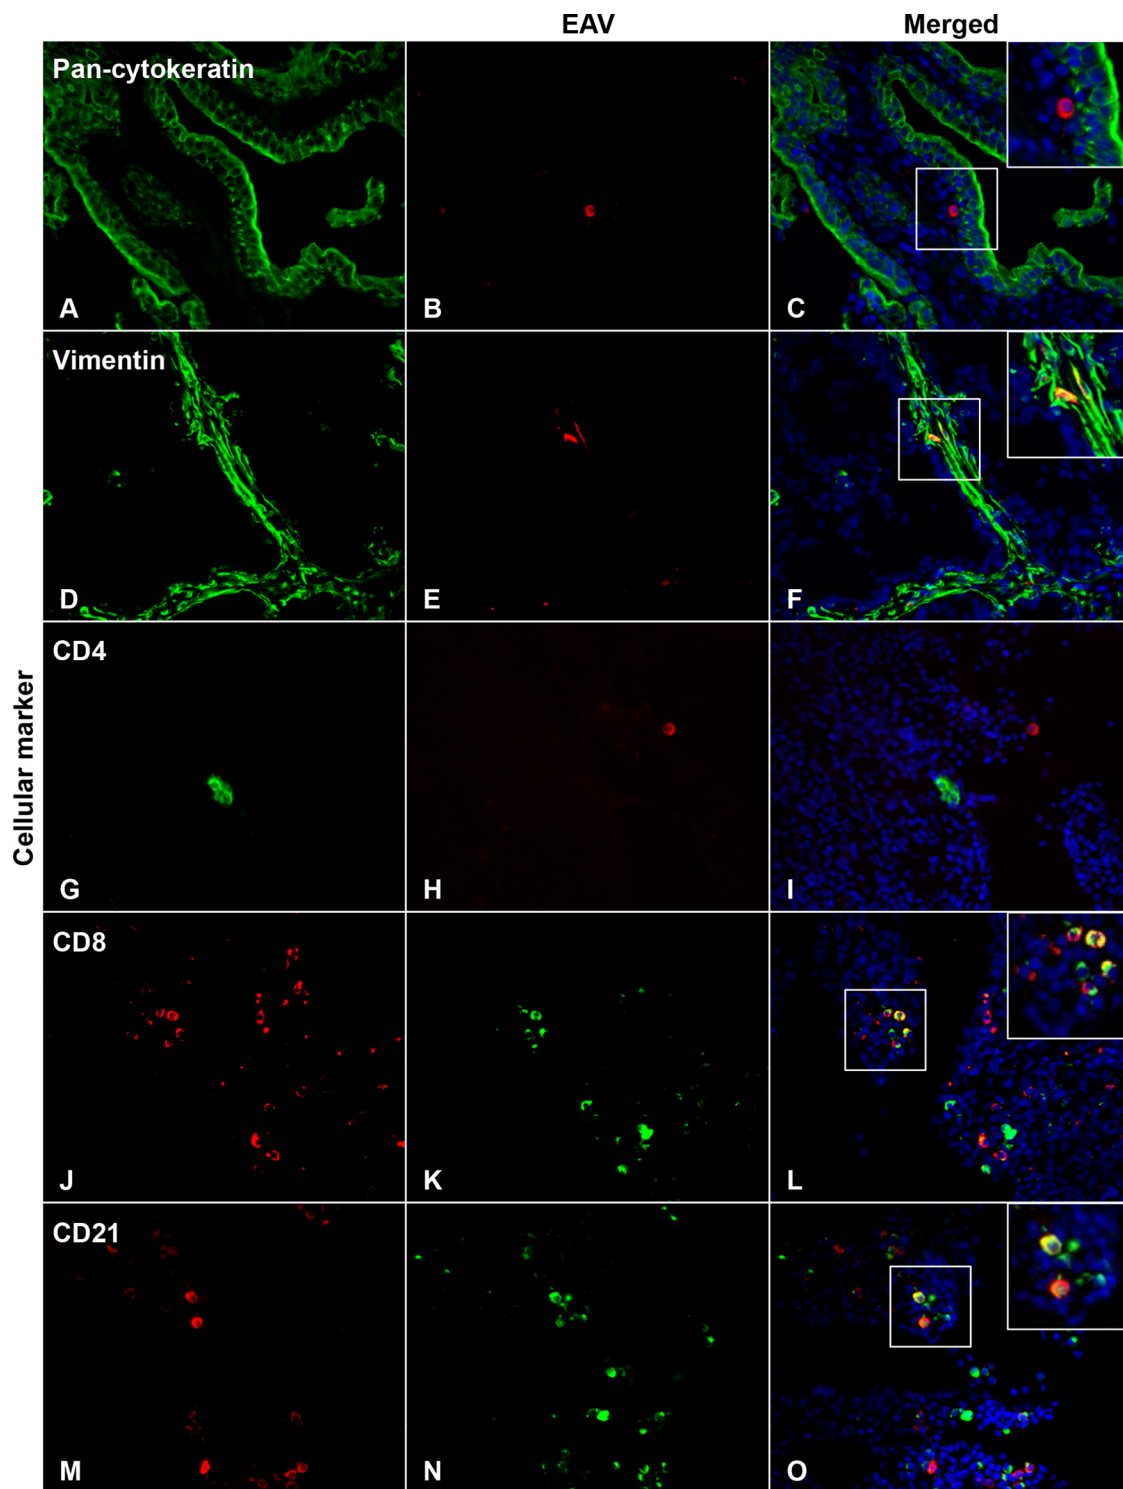 EAV Merged
Pan-cytokeratin
A B C
Vimentin
D E F
Cellular marker
CD4
G H I
CD8
J K L
CD21
M N O